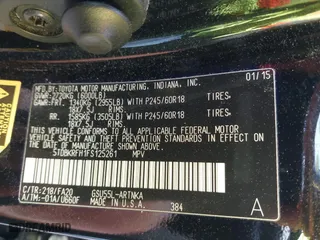 MFD. BY: TOYOTA MOTOR MANUFACTURING, INDIANA, INC.
01/15
GVWR: 2720KG (6000LB)
GAWR: FRT. 1340KG (2955LB) WITH P245/60R18 TIRES,
18X7.5J RIMS,
RR. 1585KG (3505LB) WITH P245/60R18 TIRES,
18X7.5J RIMS,
THIS VEHICLE CONFORMS TO ALL APPLICABLE
FEDERAL MOTOR VEHICLE SAFETY, BUMPER, AND
THEFT PREVENTION STANDARDS IN EFFECT ON THE
DATE OF MANUFACTURE SHOWN ABOVE.
5TDBKRFH1FS125261 MPV
C/TR:218/FA20 GSU55L-ARTNKA
A/TM:-01A/U660F MADE IN U.S.A. 384 A